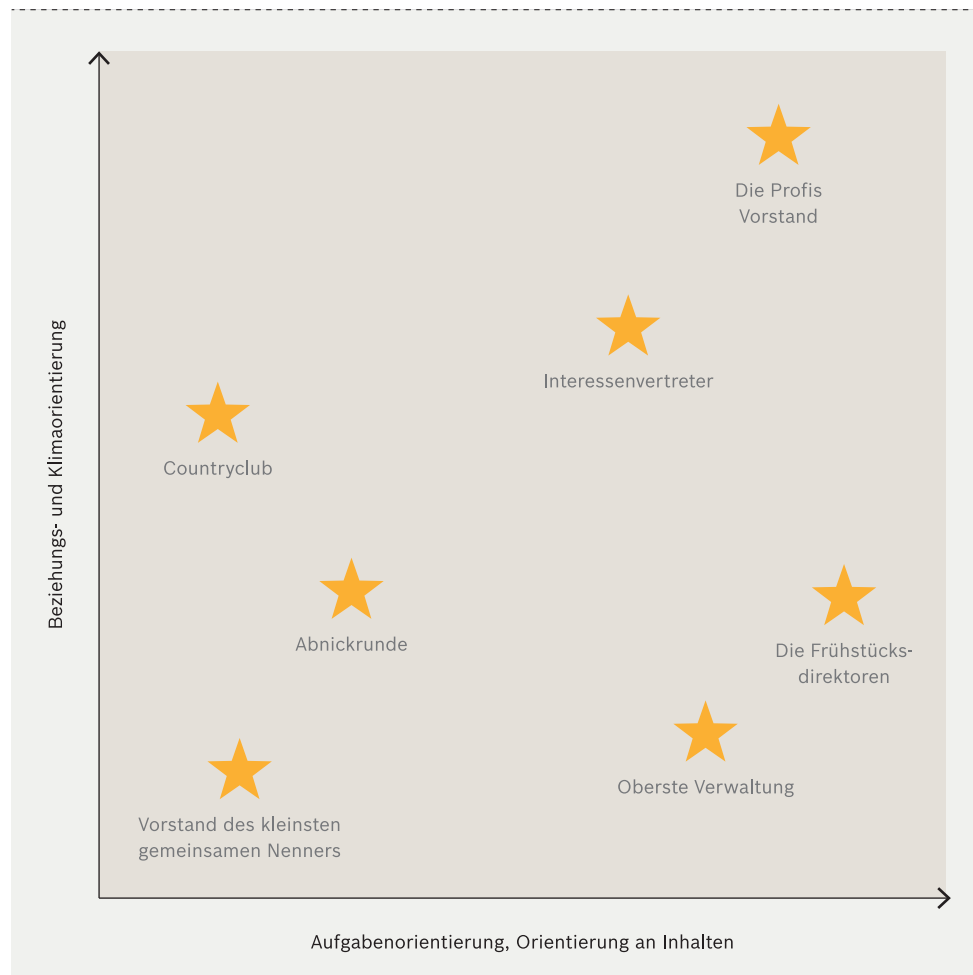 Die Profis
Vorstand
Interessenvertreter
Countryclub
Abnickrunde
Die Frühstücks-
direktoren
Oberste Verwaltung
Vorstand des kleinsten
gemeinsamen Nenners
Beziehungs- und Klimaorientierung
Aufgabenorientierung, Orientierung an Inhalten